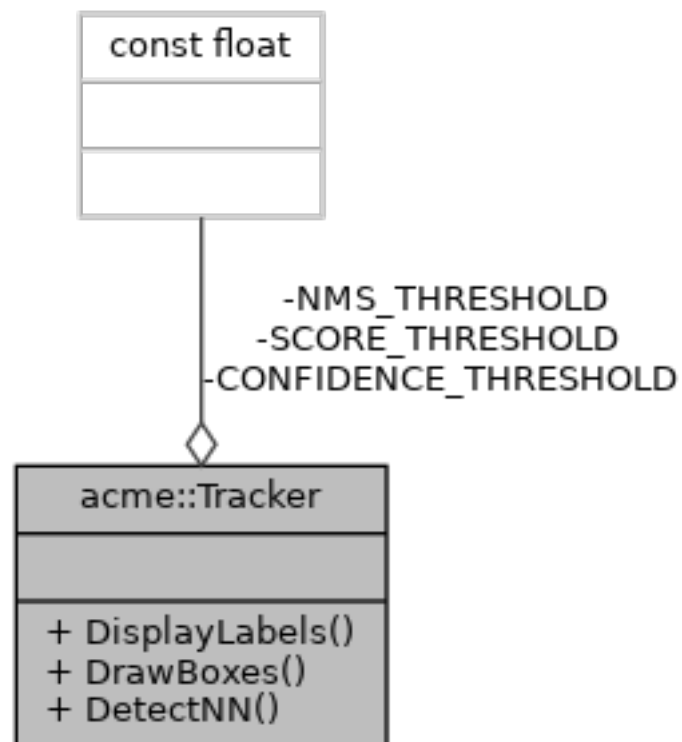 const float
-NMS_THRESHOLD
-SCORE_THRESHOLD
-CONFIDENCE_THRESHOLD
acme::Tracker
+ DisplayLabels()
+ DrawBoxes()
+ DetectNN()